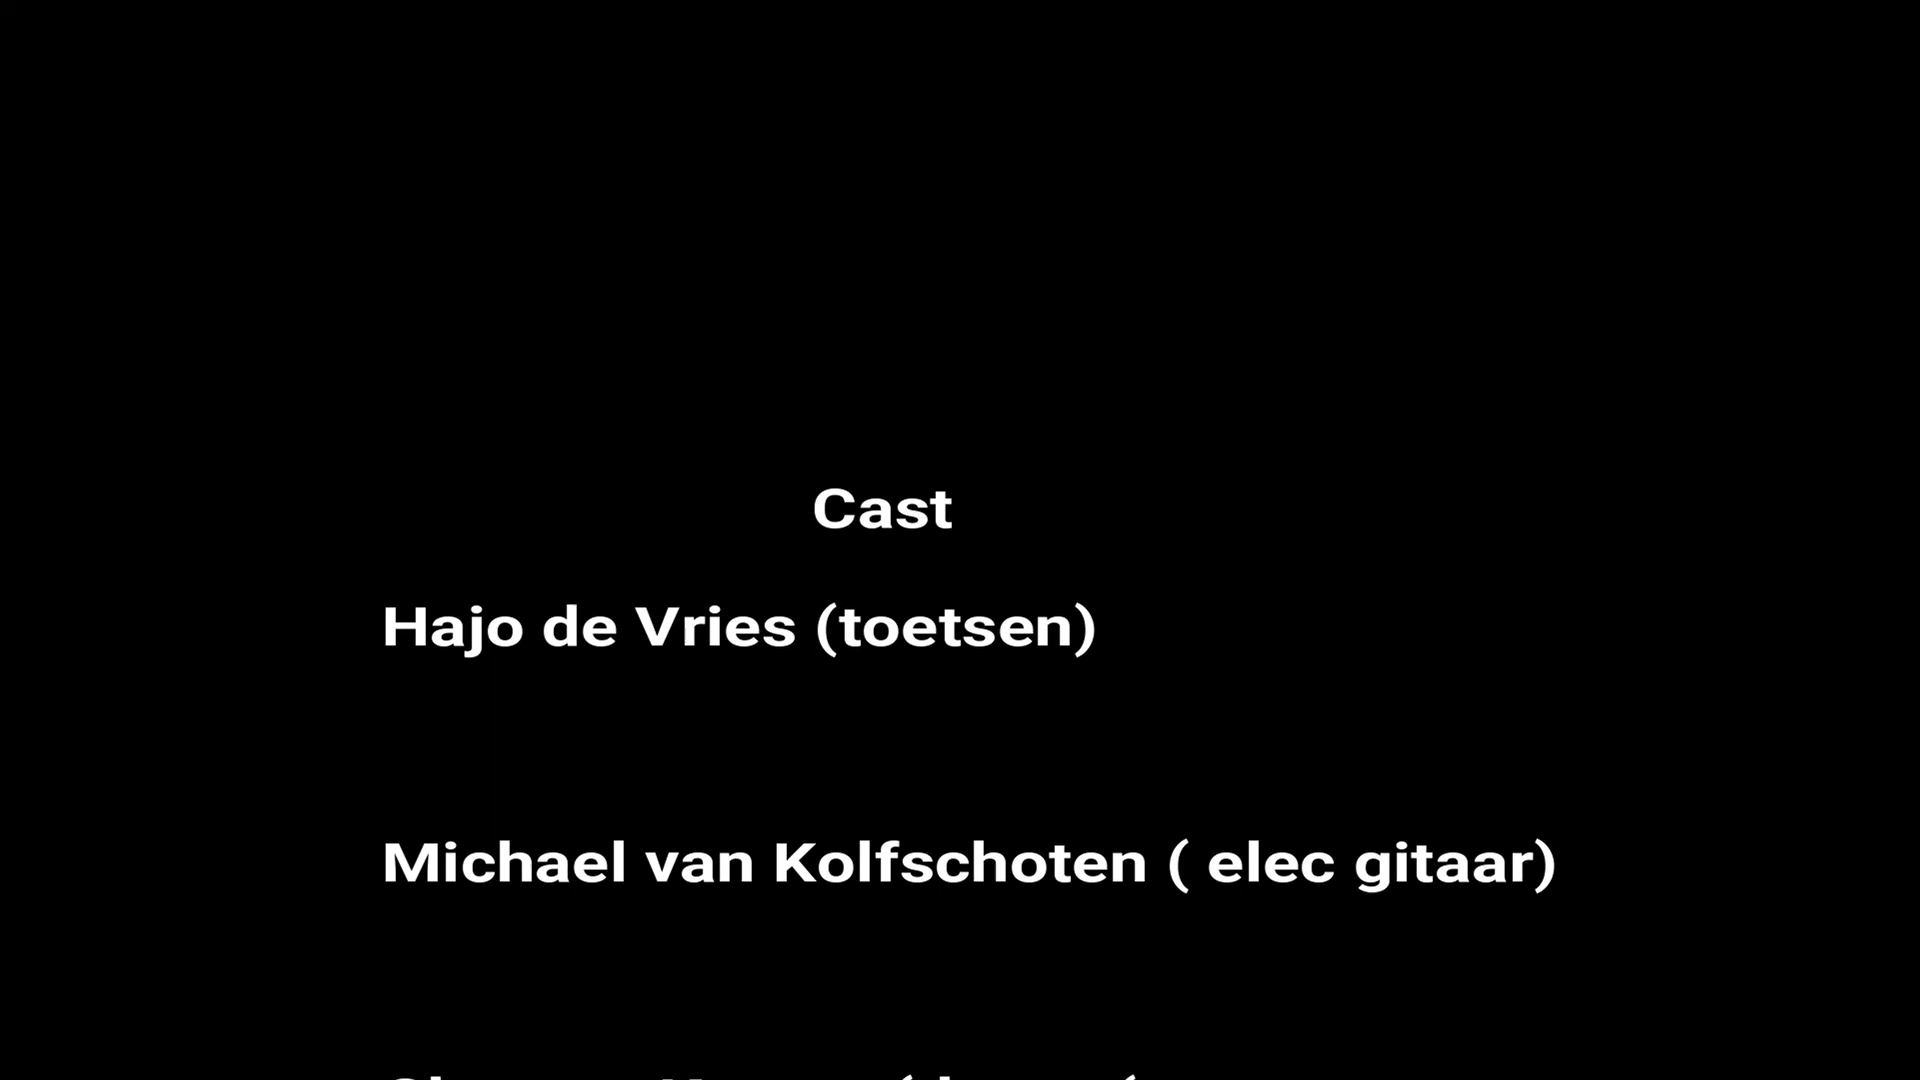 Cast
Hajo de Vries (toetsen)
Michael van Kolfschoten ( elec gitaar)